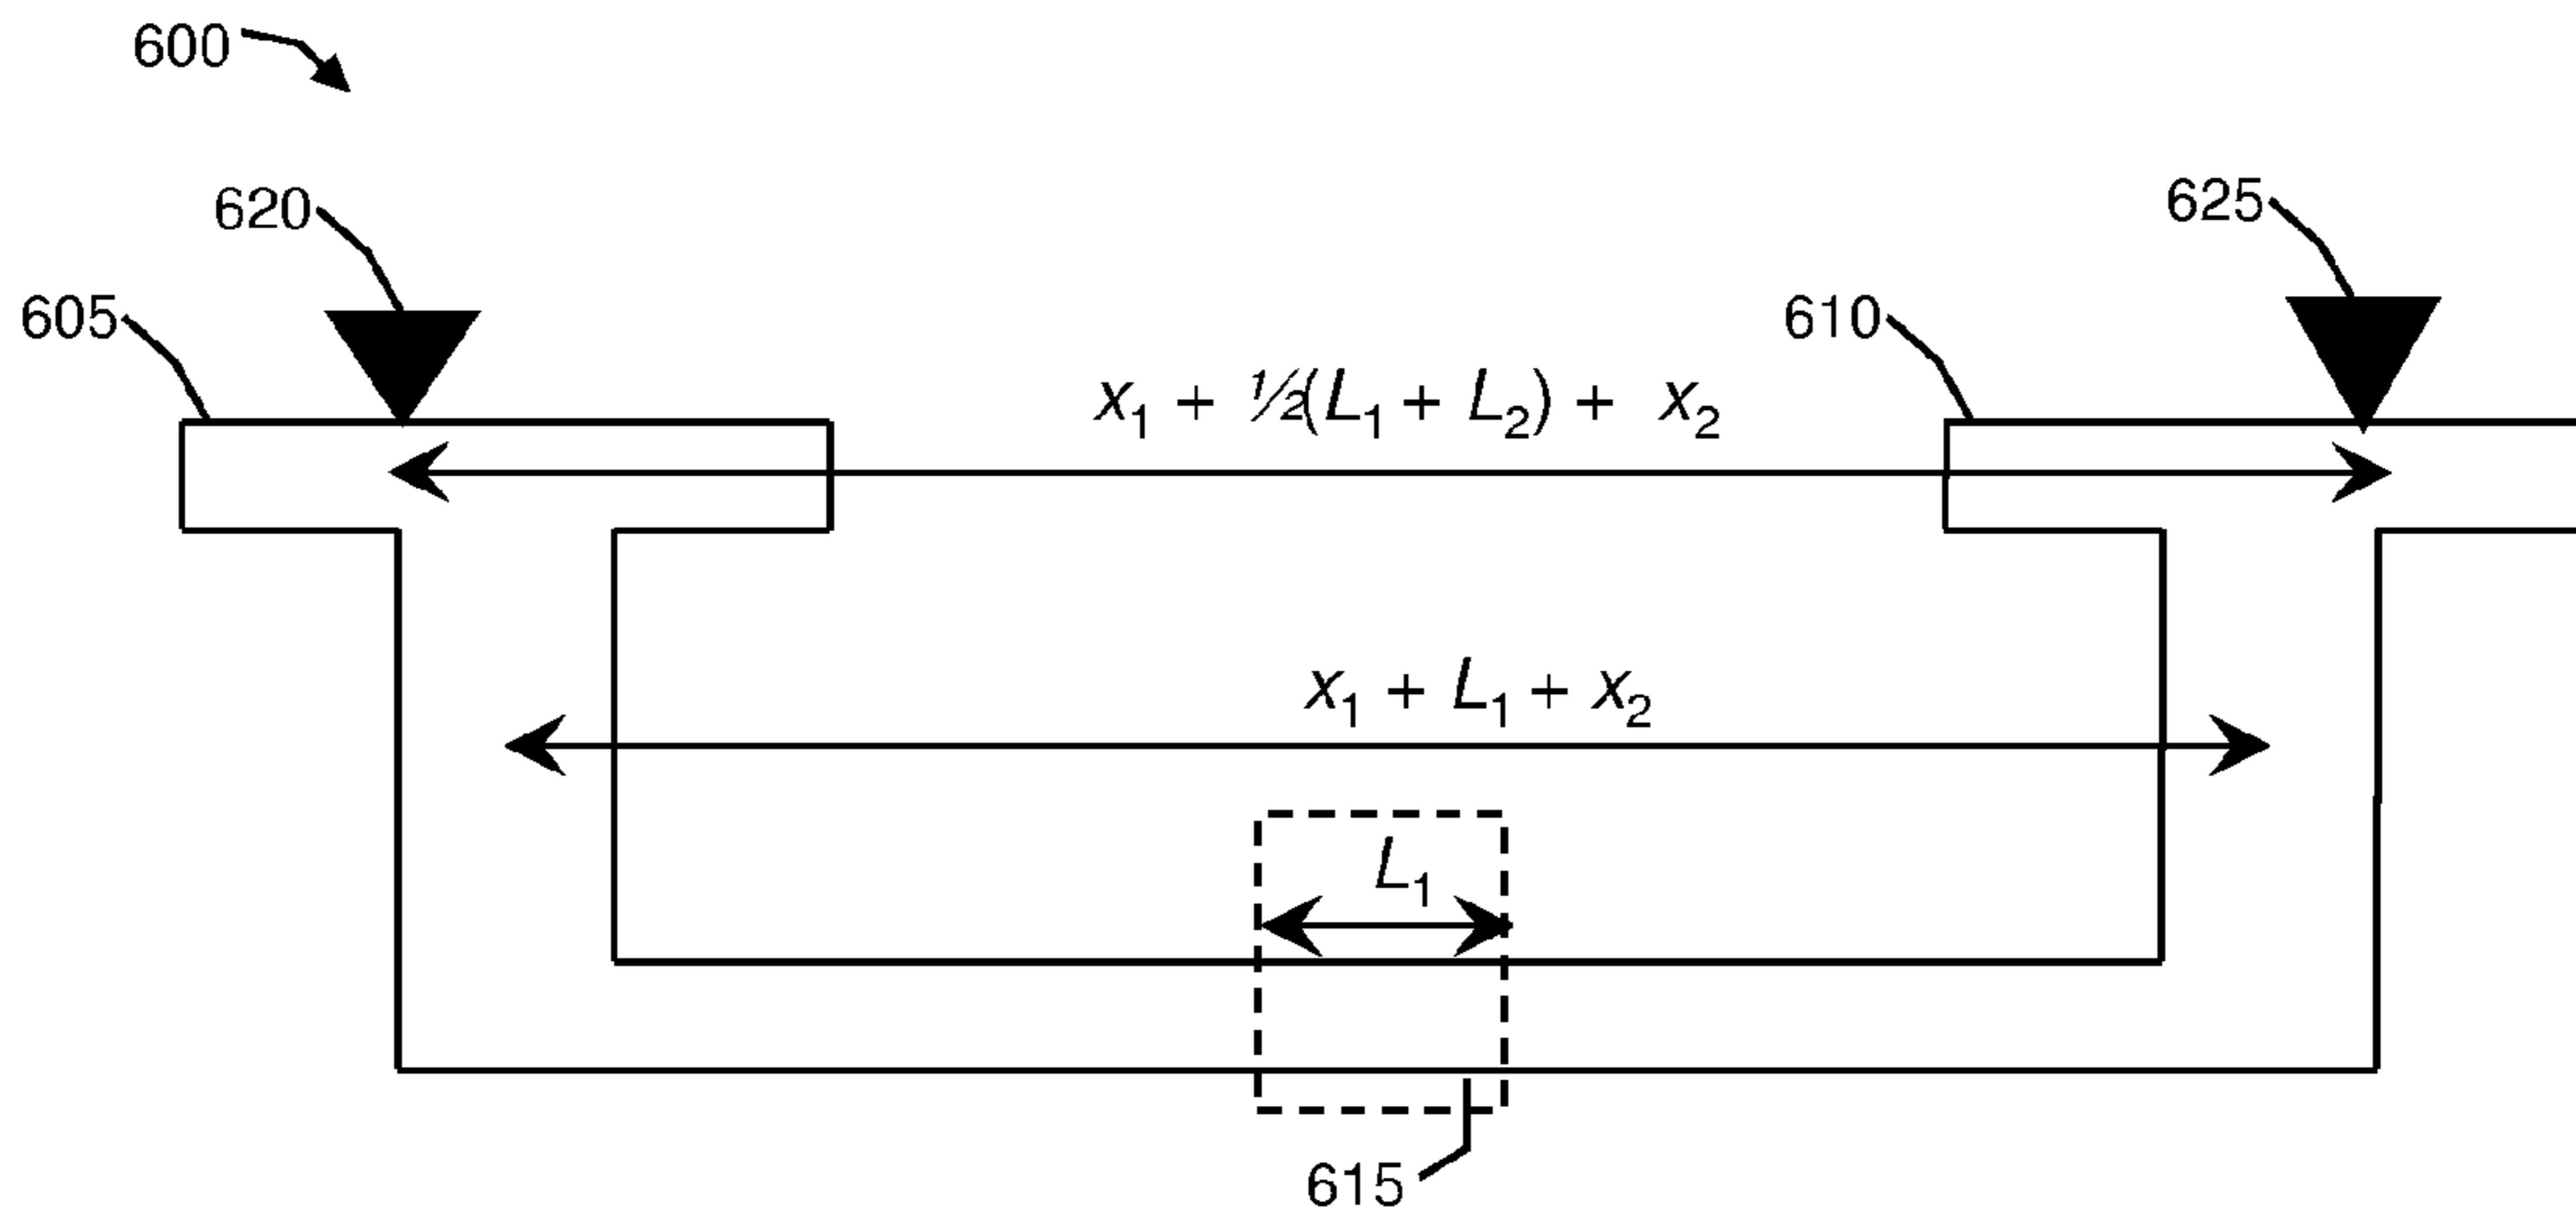 600
620
625
605
610
x₁ + ½(L₁ + L₂) + x₂
x₁ + L₁ + x₂
L₁
615